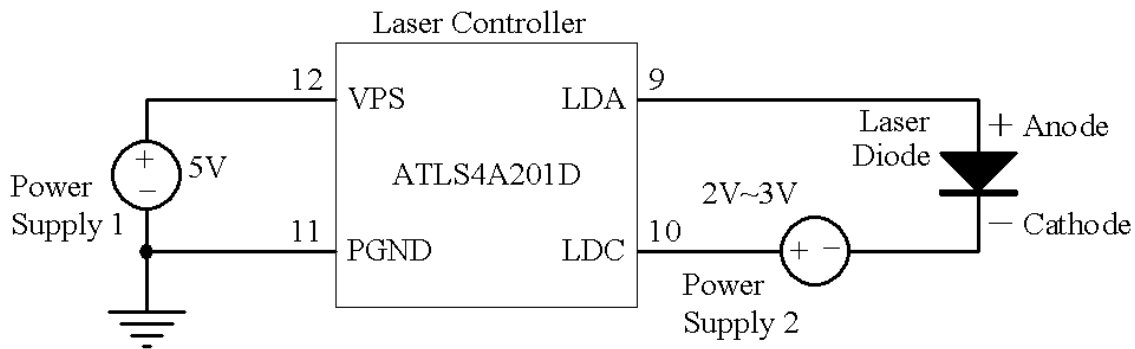 Laser Controller
12
VPS
LDA
9
Laser
Diode
+ Anode
5V
ATLS4A201D
Power
Supply 1
+
−
2V~3V
− Cathode
11
PGND
LDC
10
+ −
Power
Supply 2